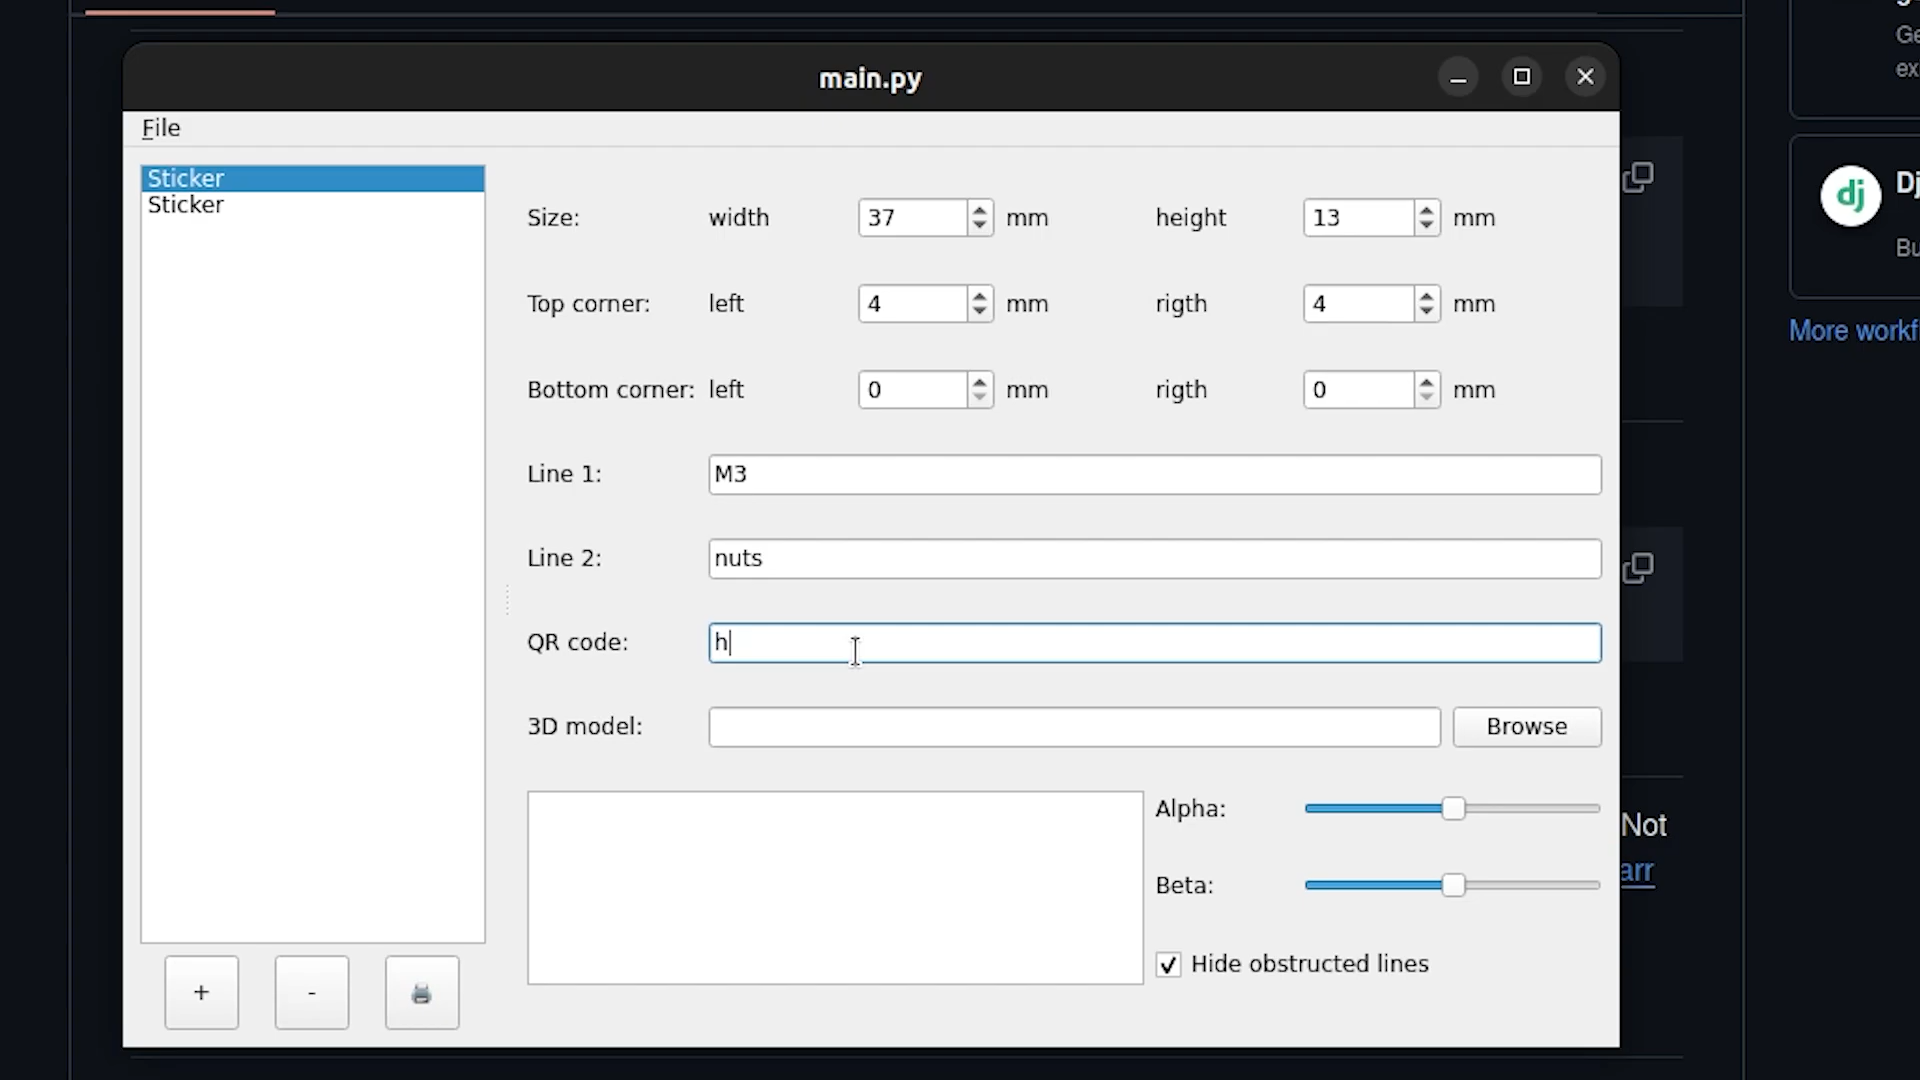 main.py
File
Sticker
Sticker
Size: width 37 mm height 13 mm
Top corner: left 4 mm rigth 4 mm
Bottom corner: left 0 mm rigth 0 mm
Line 1: M3
Line 2: nuts
QR code: h
3D model: Browse
Alpha:
Beta:
Hide obstructed lines
+ -
Ge
ex
dj Dj
Bu
More workf
Not
arr